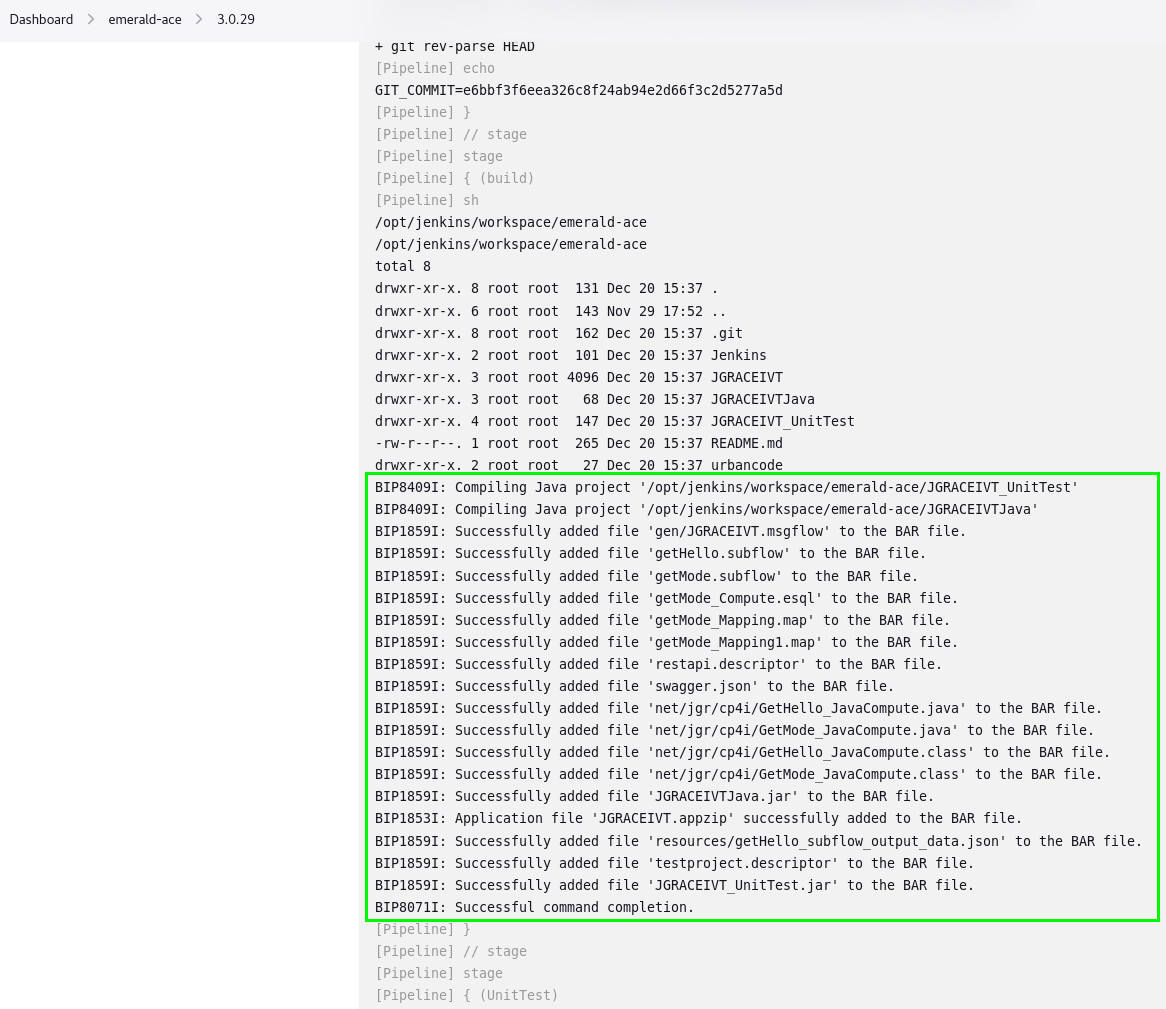 Dashboard > emerald-ace > 3.0.29
+ git rev-parse HEAD
[Pipeline] echo
GIT_COMMIT=e6bbf3f6eea326c8f24ab94e2d66f3c2d5277a5d
[Pipeline] }
[Pipeline] // stage
[Pipeline] stage
[Pipeline] { (build)
[Pipeline] sh
/opt/jenkins/workspace/emerald-ace
/opt/jenkins/workspace/emerald-ace
total 8
drwxr-xr-x. 8 root root  131 Dec 20 15:37 .
drwxr-xr-x. 6 root root  143 Nov 29 17:52 ..
drwxr-xr-x. 8 root root  162 Dec 20 15:37 .git
drwxr-xr-x. 2 root root  101 Dec 20 15:37 Jenkins
drwxr-xr-x. 3 root root 4096 Dec 20 15:37 JGRACEIVT
drwxr-xr-x. 3 root root   68 Dec 20 15:37 JGRACEIVTJava
drwxr-xr-x. 4 root root  147 Dec 20 15:37 JGRACEIVT_UnitTest
-rw-r--r--. 1 root root  265 Dec 20 15:37 README.md
drwxr-xr-x. 2 root root   27 Dec 20 15:37 urbancode
BIP8409I: Compiling Java project '/opt/jenkins/workspace/emerald-ace/JGRACEIVT_UnitTest'
BIP8409I: Compiling Java project '/opt/jenkins/workspace/emerald-ace/JGRACEIVTJava'
BIP1859I: Successfully added file 'gen/JGRACEIVT.msgflow' to the BAR file.
BIP1859I: Successfully added file 'getHello.subflow' to the BAR file.
BIP1859I: Successfully added file 'getMode.subflow' to the BAR file.
BIP1859I: Successfully added file 'getMode_Compute.esql' to the BAR file.
BIP1859I: Successfully added file 'getMode_Mapping.map' to the BAR file.
BIP1859I: Successfully added file 'getMode_Mapping1.map' to the BAR file.
BIP1859I: Successfully added file 'restapi.descriptor' to the BAR file.
BIP1859I: Successfully added file 'swagger.json' to the BAR file.
BIP1859I: Successfully added file 'net/jgr/cp4i/GetHello_JavaCompute.java' to the BAR file.
BIP1859I: Successfully added file 'net/jgr/cp4i/GetMode_JavaCompute.java' to the BAR file.
BIP1859I: Successfully added file 'net/jgr/cp4i/GetHello_JavaCompute.class' to the BAR file.
BIP1859I: Successfully added file 'net/jgr/cp4i/GetMode_JavaCompute.class' to the BAR file.
BIP1859I: Successfully added file 'JGRACEIVTJava.jar' to the BAR file.
BIP1853I: Application file 'JGRACEIVT.appzip' successfully added to the BAR file.
BIP1859I: Successfully added file 'resources/getHello_subflow_output_data.json' to the BAR file.
BIP1859I: Successfully added file 'testproject.descriptor' to the BAR file.
BIP1859I: Successfully added file 'JGRACEIVT_UnitTest.jar' to the BAR file.
BIP8071I: Successful command completion.
[Pipeline] }
[Pipeline] // stage
[Pipeline] stage
[Pipeline] { (UnitTest)